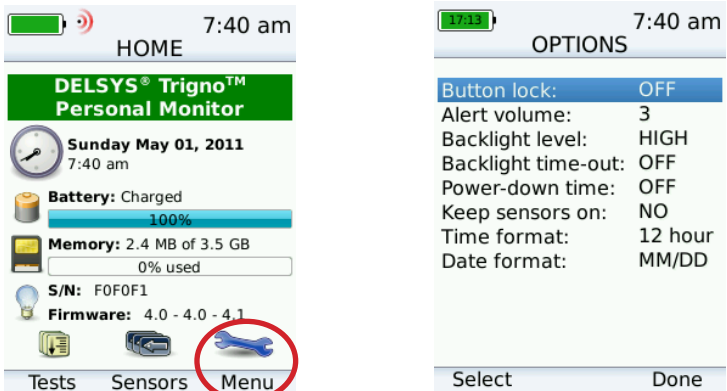 7:40 am
HOME
DELSYS® Trigno™
Personal Monitor
Sunday May 01, 2011
7:40 am
Battery: Charged
100%
Memory: 2.4 MB of 3.5 GB
0% used
S/N: F0F0F1
Firmware: 4.0 - 4.0 - 4.1
Tests Sensors Menu
17:13 7:40 am
OPTIONS
Button lock: OFF
Alert volume: 3
Backlight level: HIGH
Backlight time-out: OFF
Power-down time: OFF
Keep sensors on: NO
Time format: 12 hour
Date format: MM/DD
Select Done